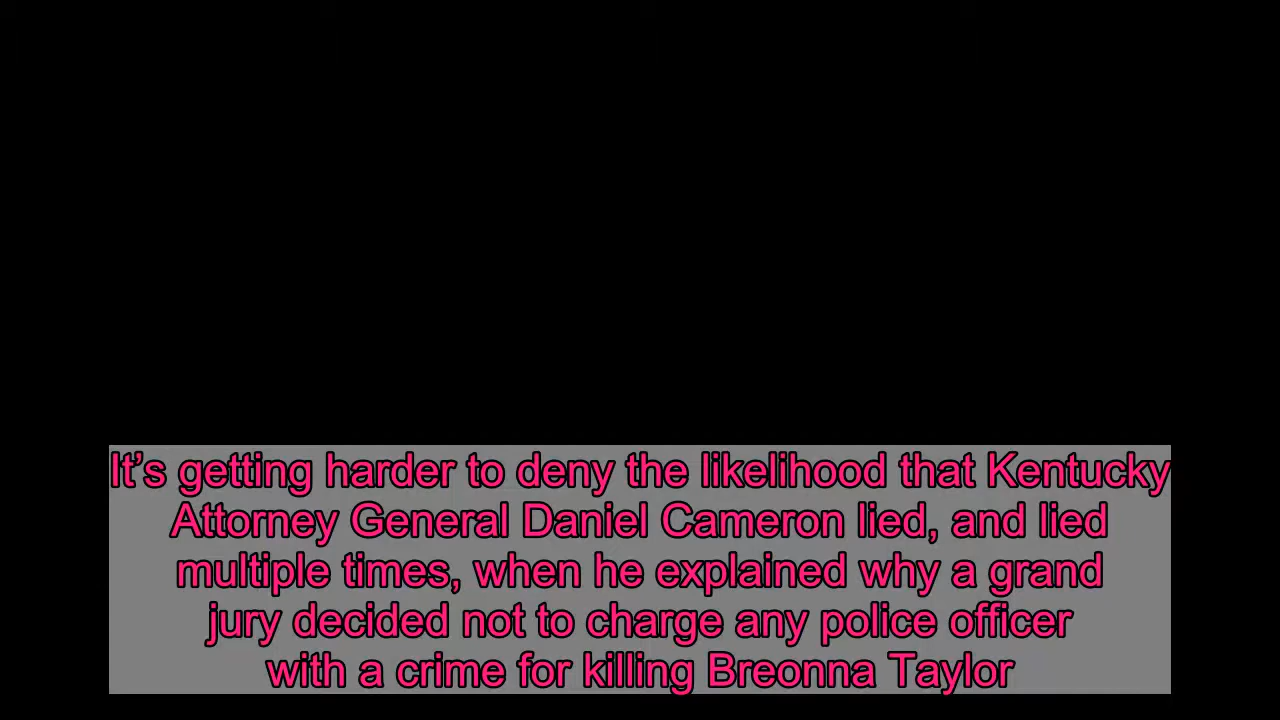 It’s getting harder to deny the likelihood that Kentucky
Attorney General Daniel Cameron lied, and lied
multiple times, when he explained why a grand
jury decided not to charge any police officer
with a crime for killing Breonna Taylor